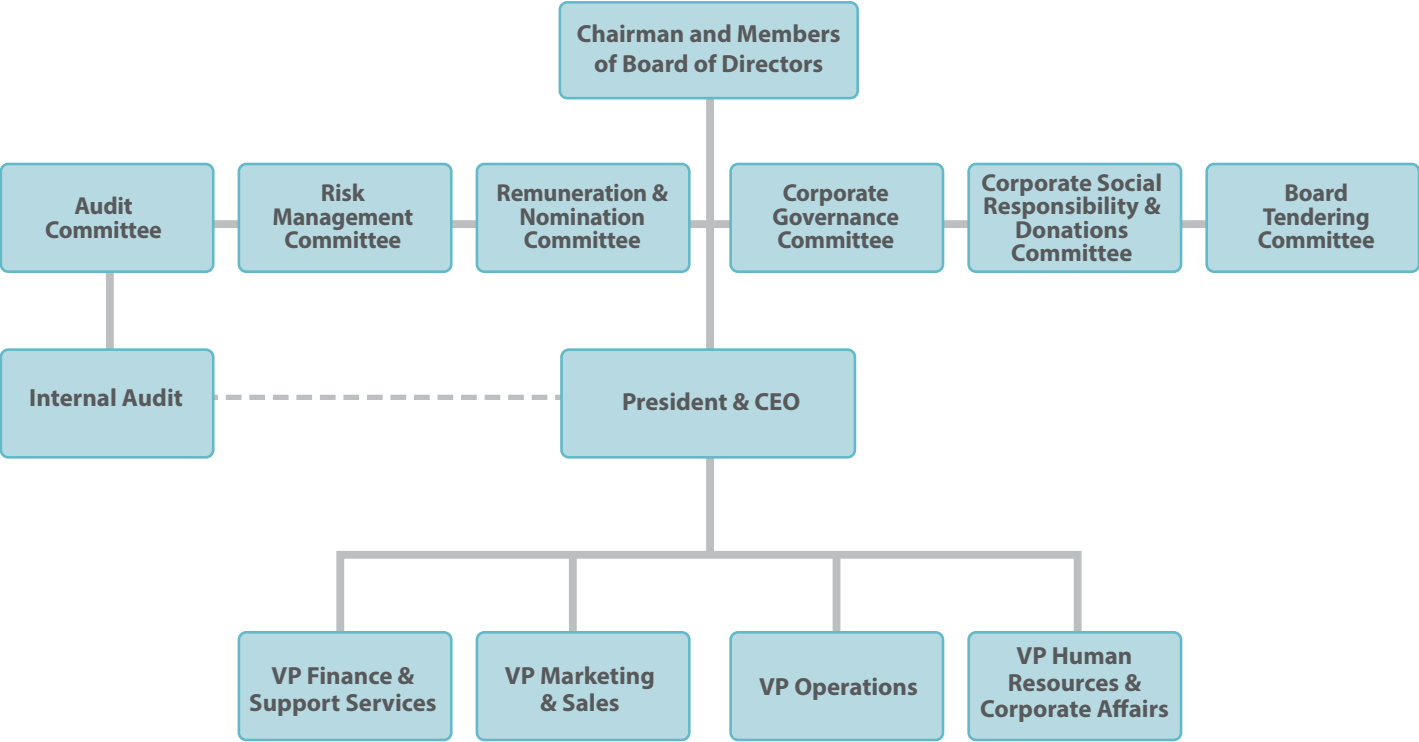 Chairman and Members
of Board of Directors
Audit
Committee
Risk
Management
Committee
Remuneration &
Nomination
Committee
Corporate
Governance
Committee
Corporate Social
Responsibility &
Donations
Committee
Board
Tendering
Committee
Internal Audit
President & CEO
VP Finance &
Support Services
VP Marketing
& Sales
VP Operations
VP Human
Resources &
Corporate Affairs